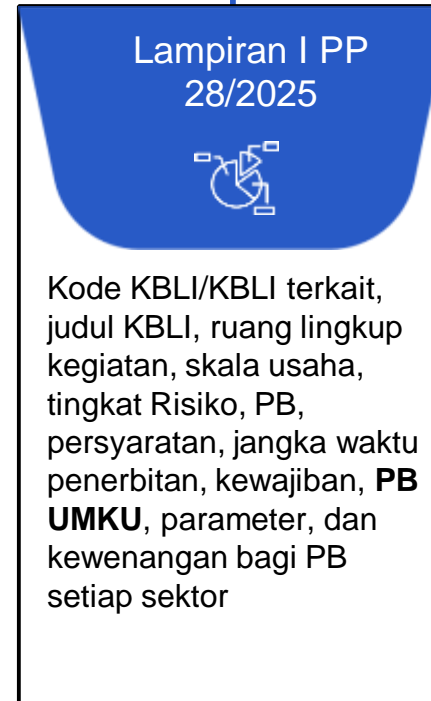 Lampiran I PP
28/2025
Kode KBLI/KBLI terkait,
judul KBLI, ruang lingkup
kegiatan, skala usaha,
tingkat Risiko, PB,
persyaratan, jangka waktu
penerbitan, kewajiban, PB
UMKU, parameter, dan
kewenangan bagi PB
setiap sektor